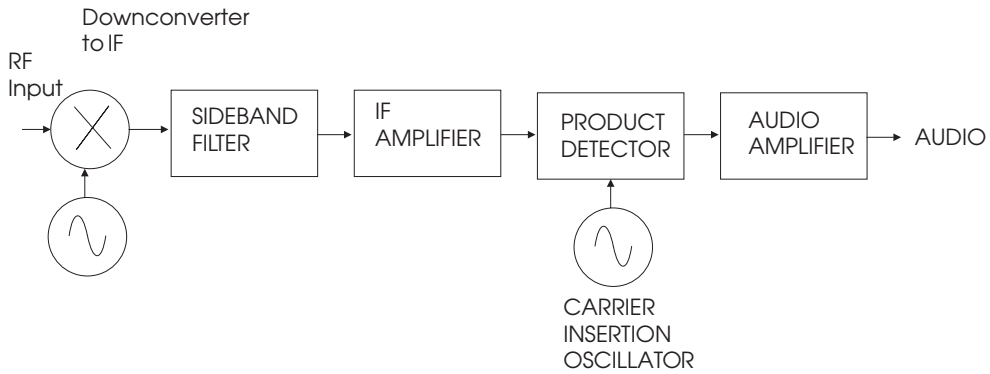 Downconverter
to IF
RF
Input
SIDEBAND
FILTER
IF
AMPLIFIER
PRODUCT
DETECTOR
AUDIO
AMPLIFIER
AUDIO
CARRIER
INSERTION
OSCILLATOR